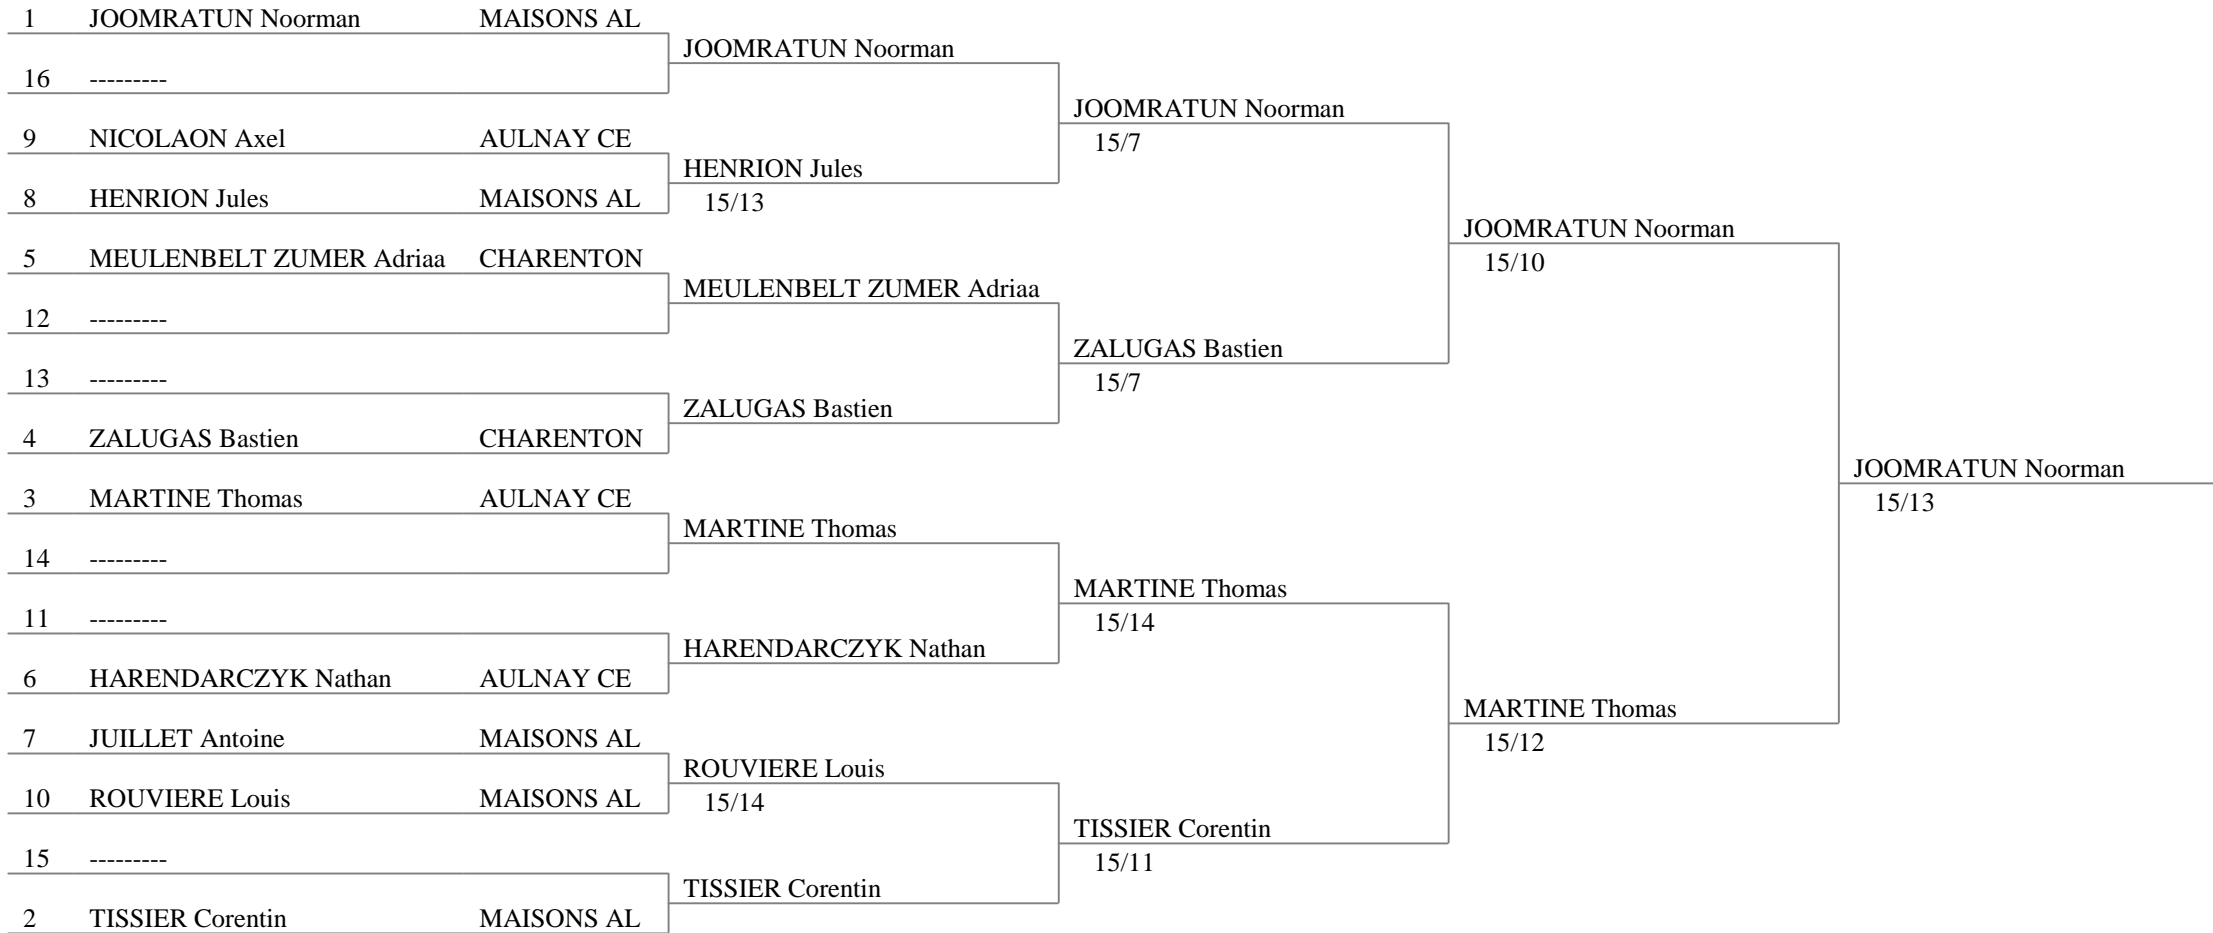 1 JOOMRATUN Noorman MAISONS AL
JOOMRATUN Noorman
16 ---------
JOOMRATUN Noorman
15/7
9 NICOLAON Axel AULNAY CE
HENRION Jules
15/13
8 HENRION Jules MAISONS AL
JOOMRATUN Noorman
15/10
5 MEULENBELT ZUMER Adriaa CHARENTON
MEULENBELT ZUMER Adriaa
12 ---------
ZALUGAS Bastien
15/7
13 ---------
ZALUGAS Bastien
4 ZALUGAS Bastien CHARENTON
JOOMRATUN Noorman
15/13
3 MARTINE Thomas AULNAY CE
MARTINE Thomas
14 ---------
MARTINE Thomas
15/14
11 ---------
HARENDARCZYK Nathan
6 HARENDARCZYK Nathan AULNAY CE
MARTINE Thomas
15/12
7 JUILLET Antoine MAISONS AL
ROUVIERE Louis
15/14
10 ROUVIERE Louis MAISONS AL
TISSIER Corentin
15/11
15 ---------
TISSIER Corentin
2 TISSIER Corentin MAISONS AL